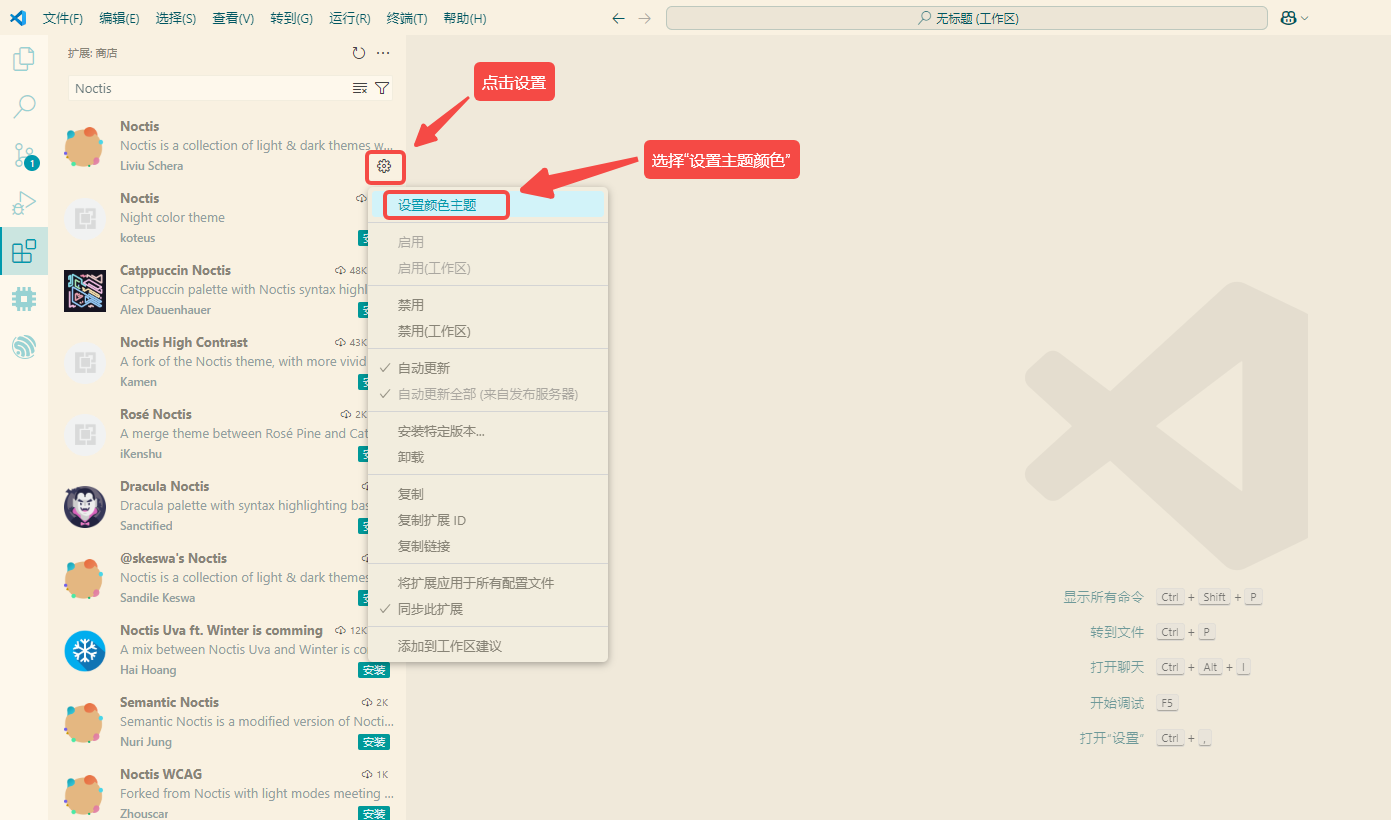 文件(F) 编辑(E) 选择(S) 查看(V) 转到(G) 运行(R) 终端(T) 帮助(H)
无标题 (工作区)
扩展: 商店
Noctis
点击设置
选择“设置主题颜色”
1
Noctis
Noctis is a collection of light & dark themes w...
Liviu Schera
Noctis
Night color theme
koteus
Catppuccin Noctis 48K
Catppuccin palette with Noctis syntax highl
Alex Dauenhauer
Noctis High Contrast 43K
A fork of the Noctis theme, with more vivid
Kamen
Rosé Noctis 2K
A merge theme between Rosé Pine and Cat
iKenshu
Dracula Noctis
Dracula palette with syntax highlighting bas
Sanctified
@skeswa's Noctis
Noctis is a collection of light & dark themes
Sandile Keswa
Noctis Uva ft. Winter is comming 12K
A mix between Noctis Uva and Winter is co
Hai Hoang 安装
Semantic Noctis 2K
Semantic Noctis is a modified version of Nocti...
Nuri Jung 安装
Noctis WCAG 1K
Forked from Noctis with light modes meeting ...
Zhouscar 安装
设置颜色主题
启用
启用(工作区)
禁用
禁用(工作区)
自动更新
自动更新全部 (来自发布服务器)
安装特定版本...
卸载
复制
复制扩展 ID
复制链接
将扩展应用于所有配置文件
同步此扩展
添加到工作区建议
显示所有命令 Ctrl + Shift + P
转到文件 Ctrl + P
打开聊天 Ctrl + Alt + I
开始调试 F5
打开“设置” Ctrl + ,